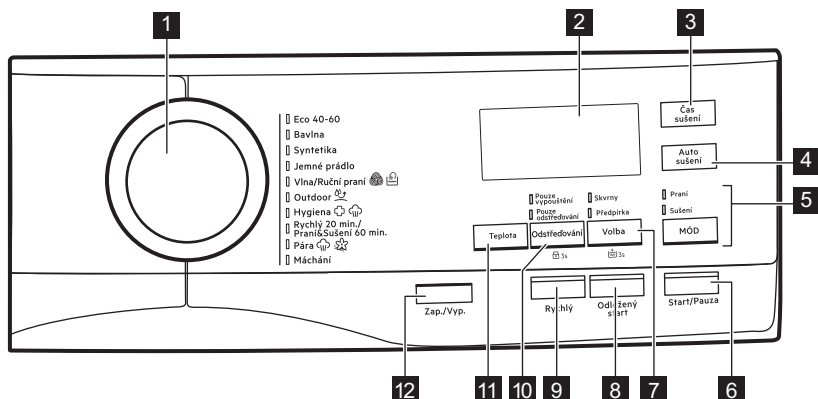 1
2
3
4
5
Čas
sušení
Auto
sušení
Eco 40-60
Bavlna
Syntetika
Jemné prádlo
Vlna/Ruční praní
Outdoor
Hygiena
Rychlý 20 min./
Praní&Sušení 60 min.
Pára
Máchání
Pouze
vypouštění
Pouze
odstřeďování
Skvrny
Předpírka
Praní
Sušení
Teplota
Odstřeďování
Volba
MÓD
3s
3s
Zap./Vyp.
Rychlý
Odložený
start
Start/Pauza
12
11
10
9
8
7
6